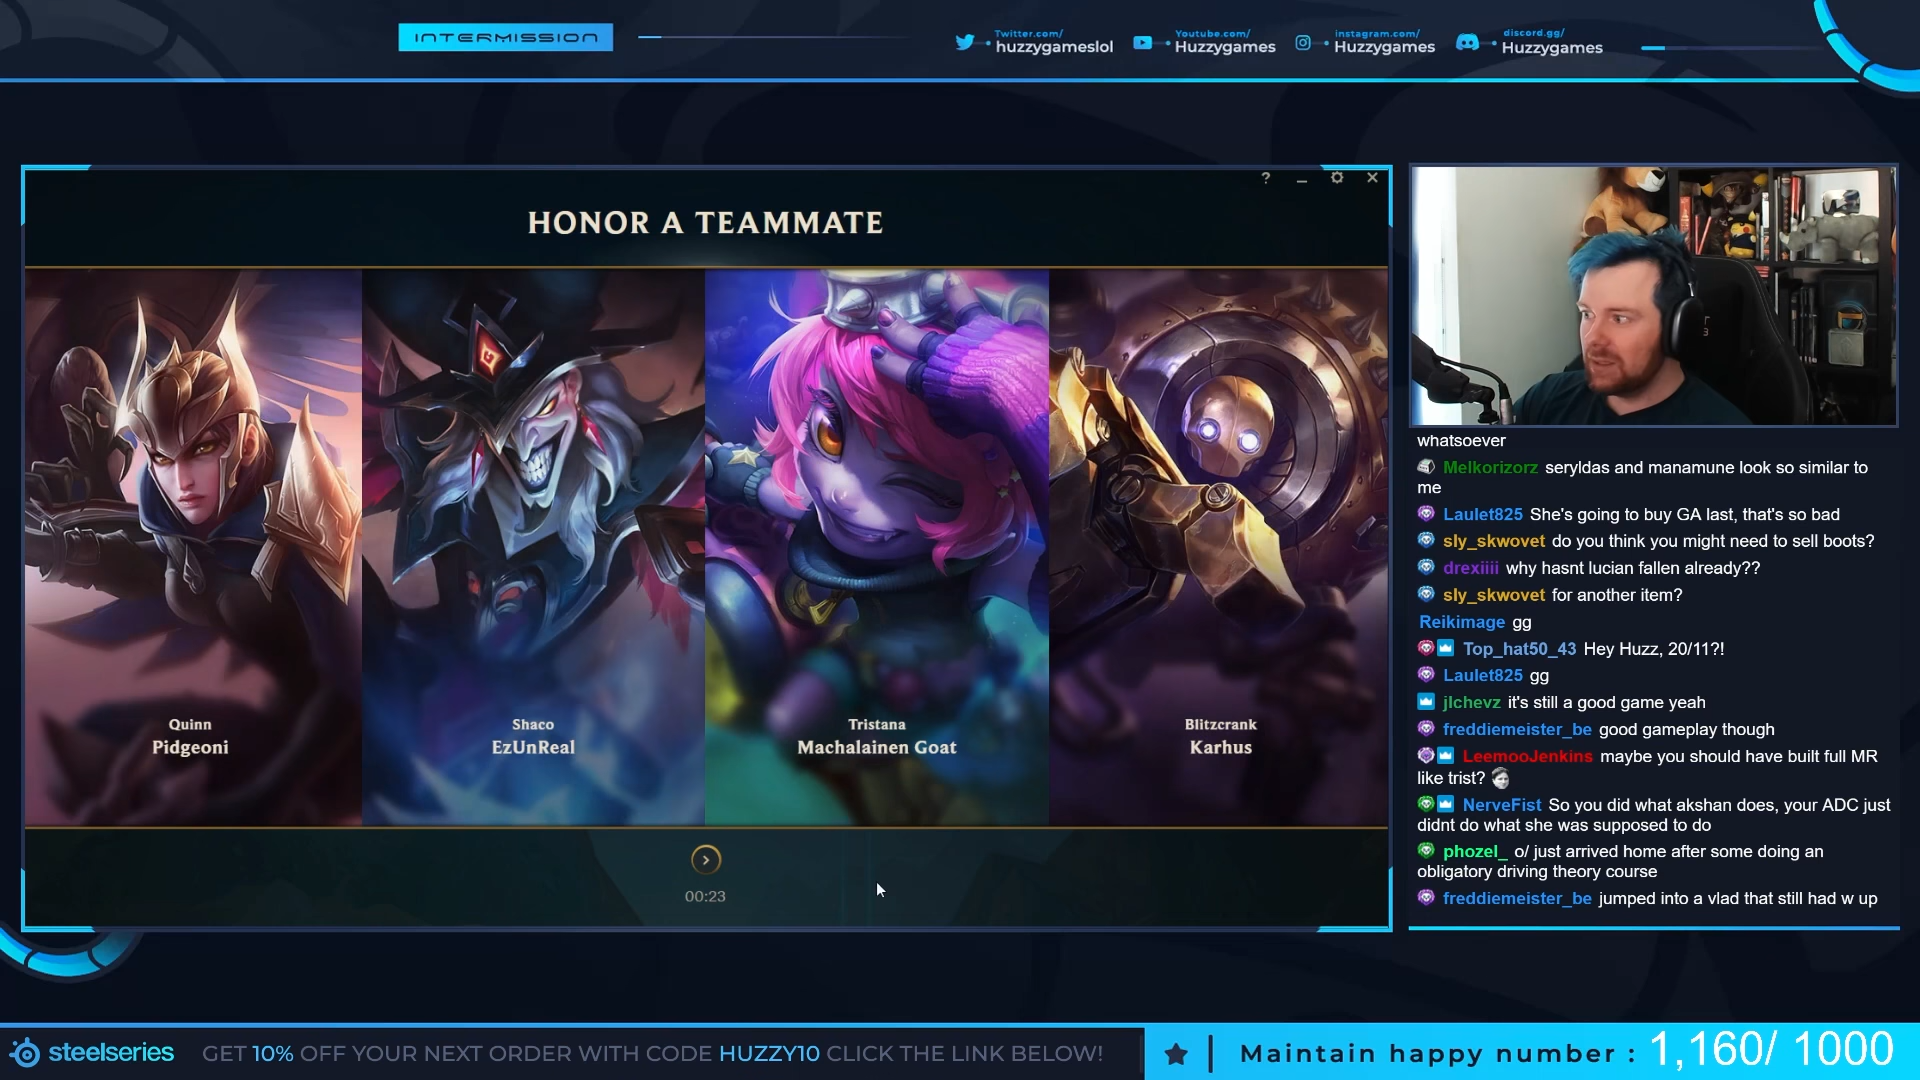 INTERMISSION
Twitter.com/
huzzygameslol
Youtube.com/
Huzzygames
instagram.com/
Huzzygames
discord.gg/
Huzzygames
?
HONOR A TEAMMATE
Quinn
Pidgeoni
Shaco
EzUnReal
Tristana
Machalainen Goat
Blitzcrank
Karhus
00:23
whatsoever
Melkorizorz seryldas and manamune look so similar to
me
Laulet825 She's going to buy GA last, that's so bad
sly_skwovet do you think you might need to sell boots?
drexiiii why hasnt lucian fallen already??
sly_skwovet for another item?
Reikimage gg
Top_hat50_43 Hey Huzz, 20/11?!
Laulet825 gg
jlchevz it's still a good game yeah
freddiemeister_be good gameplay though
LeemooJenkins maybe you should have built full MR
like trist?
NerveFist So you did what akshan does, your ADC just
didnt do what she was supposed to do
phozel_ o/ just arrived home after some doing an
obligatory driving theory course
freddiemeister_be jumped into a vlad that still had w up
steelseries
GET 10% OFF YOUR NEXT ORDER WITH CODE HUZZY10 CLICK THE LINK BELOW!
Maintain happy number : 1,160/ 1000